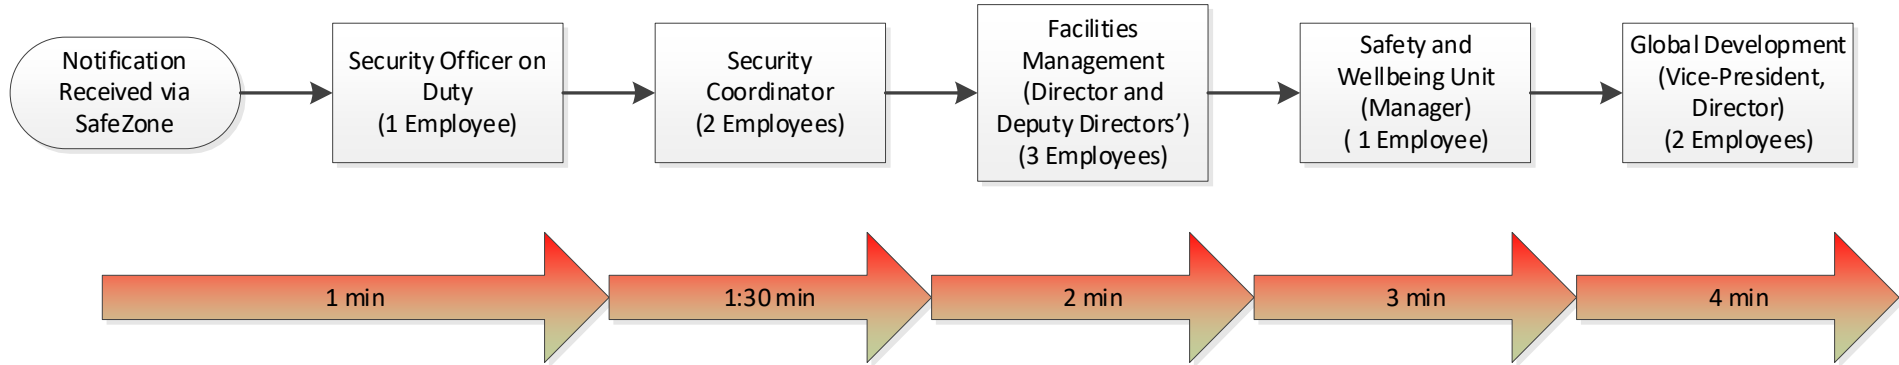 Notification
Received via
SafeZone
Security Officer on
Duty
(1 Employee)
Security
Coordinator
(2 Employees)
Facilities
Management
(Director and
Deputy Directors’)
(3 Employees)
Safety and
Wellbeing Unit
(Manager)
( 1 Employee)
Global Development
(Vice-President,
Director)
(2 Employees)
1 min
1:30 min
2 min
3 min
4 min